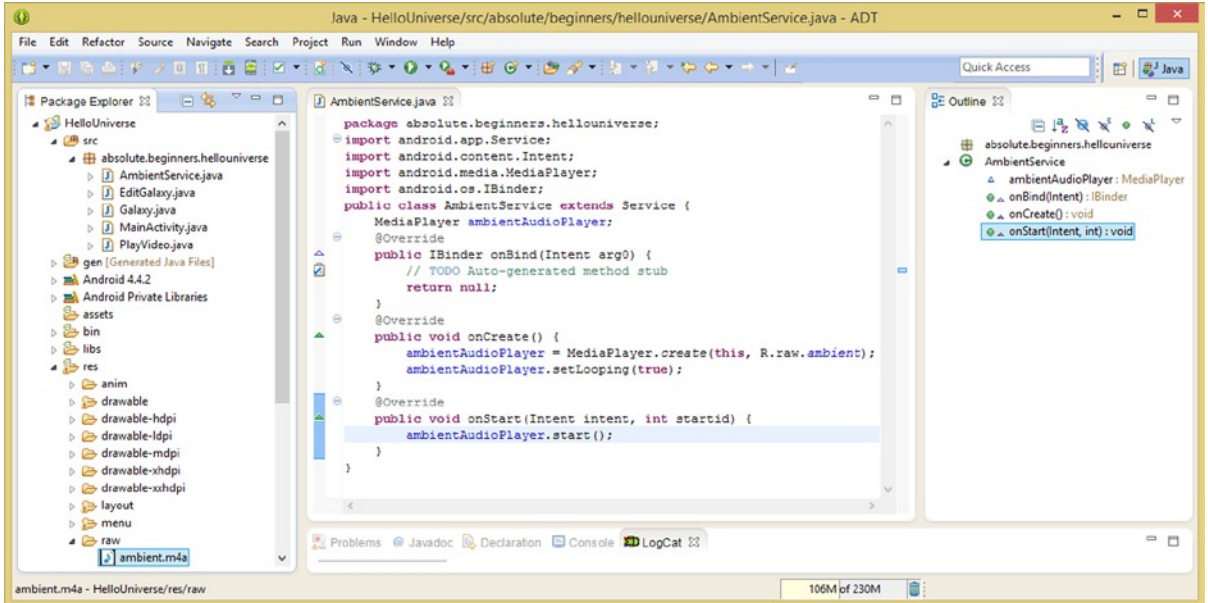 Java - HelloUniverse/src/absolute/beginners/hellouniverse/AmbientService.java - ADT
File Edit Refactor Source Navigate Search Project Run Window Help
Quick Access
Java
Package Explorer
HelloUniverse
src
absolute.beginners.hellouniverse
AmbientService.java
EditGalaxy.java
Galaxy.java
MainActivity.java
PlayVideo.java
gen [Generated Java Files]
Android 4.4.2
Android Private Libraries
assets
bin
libs
res
anim
drawable
drawable-hdpi
drawable-ldpi
drawable-mdpi
drawable-xhdpi
drawable-xxhdpi
layout
menu
raw
ambient.m4a
AmbientService.java
package absolute.beginners.hellouniverse;
import android.app.Service;
import android.content.Intent;
import android.media.MediaPlayer;
import android.os.IBinder;
public class AmbientService extends Service {
MediaPlayer ambientAudioPlayer;
@Override
public IBinder onBind(Intent arg0) {
// TODO Auto-generated method stub
return null;
}
@Override
public void onCreate() {
ambientAudioPlayer = MediaPlayer.create(this, R.raw.ambient);
ambientAudioPlayer.setLooping(true);
}
@Override
public void onStart(Intent intent, int startid) {
ambientAudioPlayer.start();
}
}
Outline
absolute.beginners.hellouniverse
AmbientService
ambientAudioPlayer : MediaPlayer
onBind(Intent) : IBinder
onCreate() : void
onStart(Intent, int) : void
Problems @ Javadoc Declaration Console LogCat
ambient.m4a - HelloUniverse/res/raw
106M of 230M